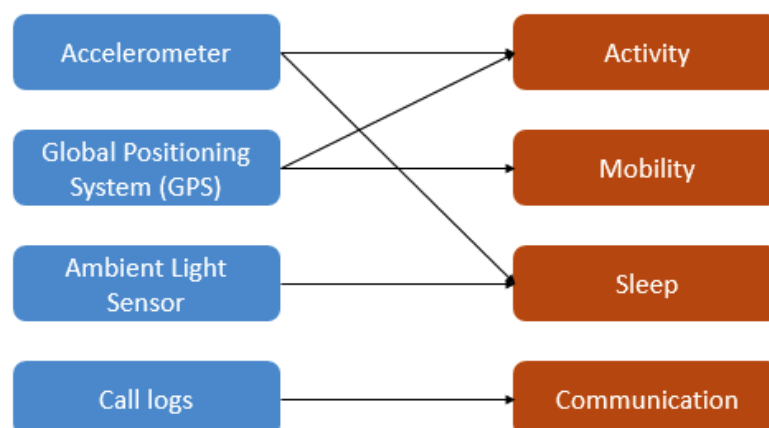 Accelerometer
Activity
Global Positioning
System (GPS)
Mobility
Ambient Light
Sensor
Sleep
Call logs
Communication